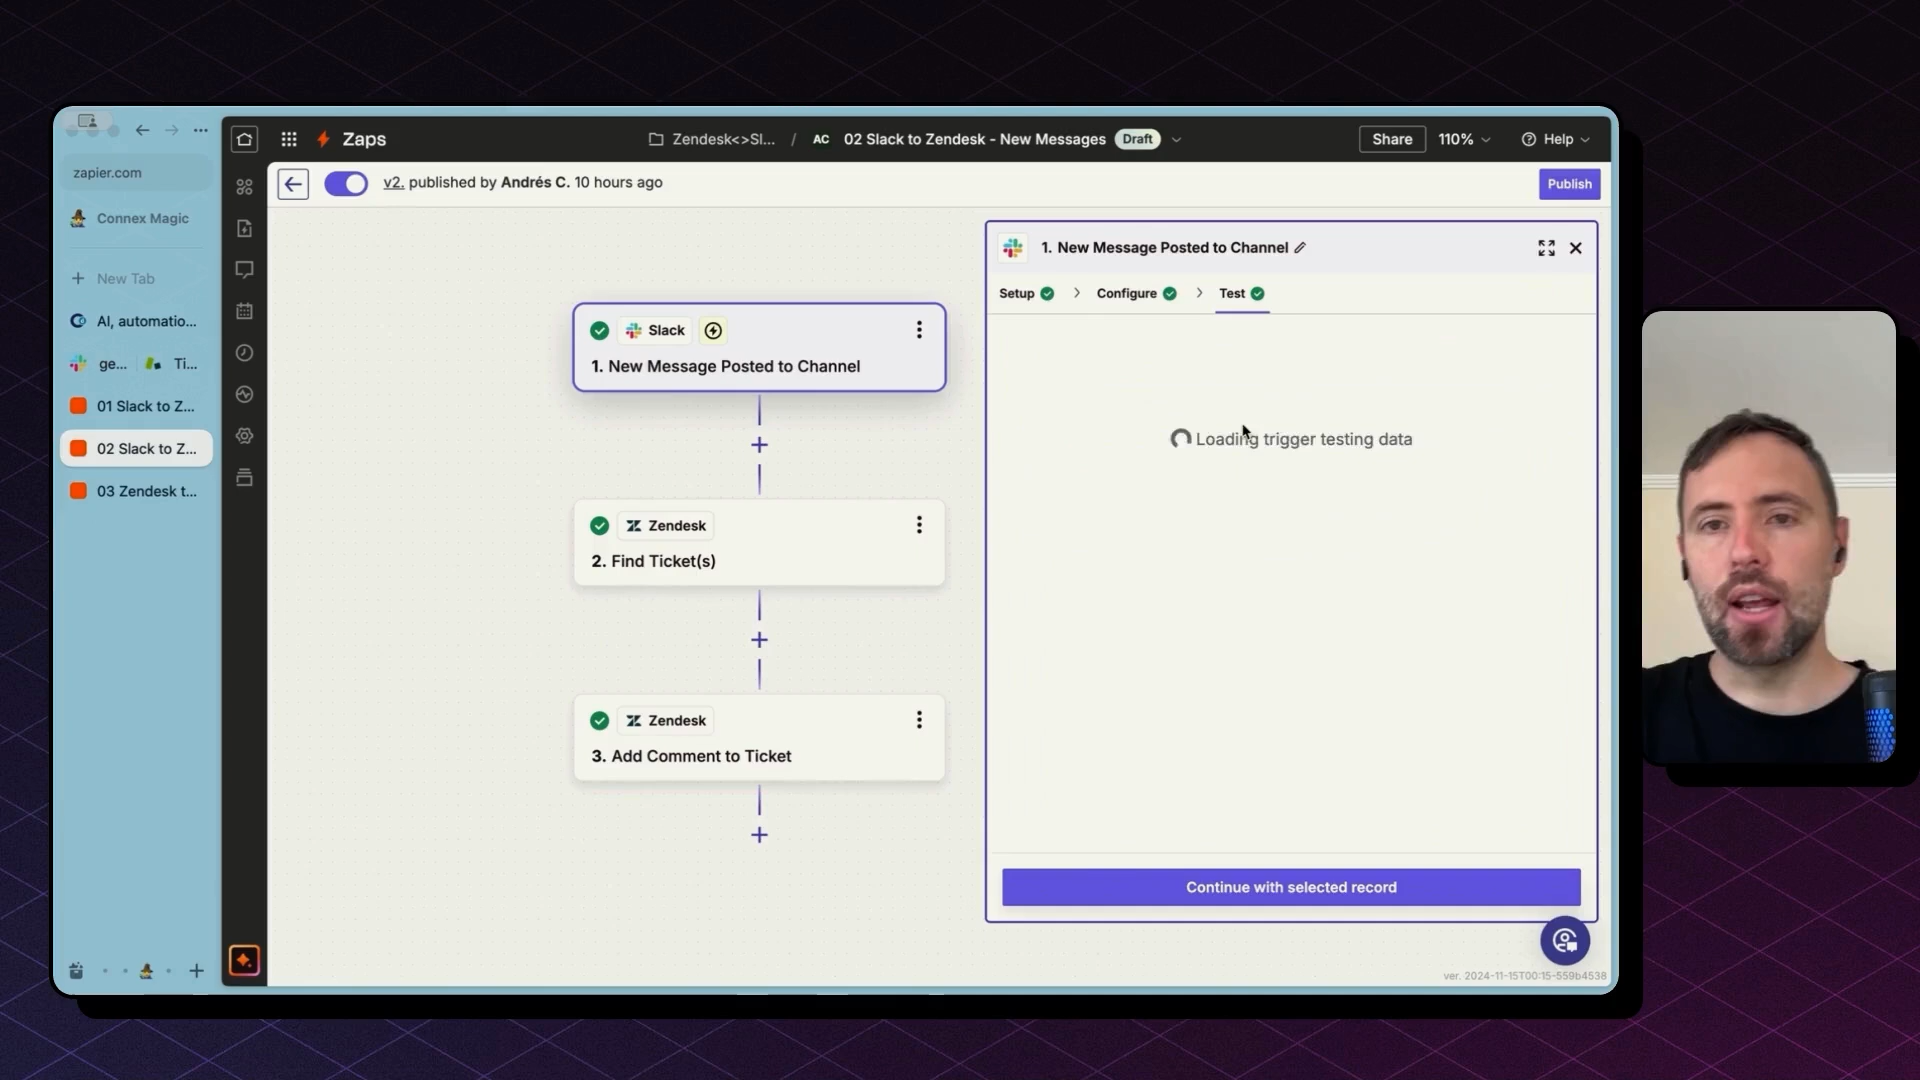 zapier.com
Connex Magic
New Tab
AI, automatio...
ge...
Ti...
01 Slack to Z...
02 Slack to Z...
03 Zendesk t...
Zaps
Zendesk<>Sl... / AC 02 Slack to Zendesk - New Messages Draft
Share
110%
Help
v2. published by Andrés C. 10 hours ago
Publish
Slack
1. New Message Posted to Channel
Zendesk
2. Find Ticket(s)
Zendesk
3. Add Comment to Ticket
1. New Message Posted to Channel
Setup > Configure > Test
Loading trigger testing data
Continue with selected record
ver. 2024-11-15T00:15-559b4538